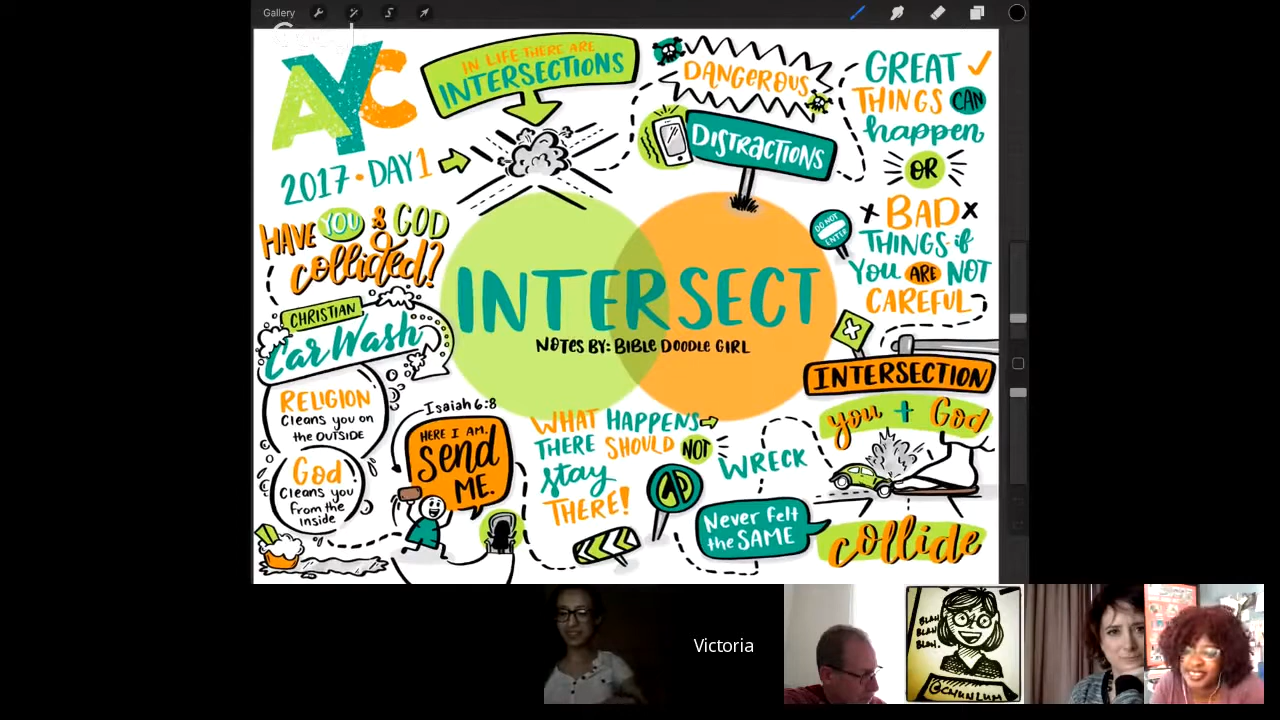 Gallery
AYC
2017 • DAY 1
IN LIFE THERE ARE
INTERSECTIONS
DANGEROUS
DISTRACTIONS
GREAT
THINGS CAN
happen
OR
BAD
THINGS if
You ARE NOT
CAREFUL
DO NOT
ENTER
HAVE YOU & GOD
collided?
CHRISTIAN
Car Wash
RELIGION
Cleans you on
the OUTSIDE
God
Cleans you
from the
Inside
INTERSECT
NOTES BY: BIBLE DOODLE GIRL
Isaiah 6:8
HERE I AM.
Send
ME.
WHAT HAPPENS
THERE SHOULD NOT
stay
THERE!
WRECK
Never felt
the SAME
INTERSECTION
you + God
collide
Victoria
BLAH
BLAH
BLAH.